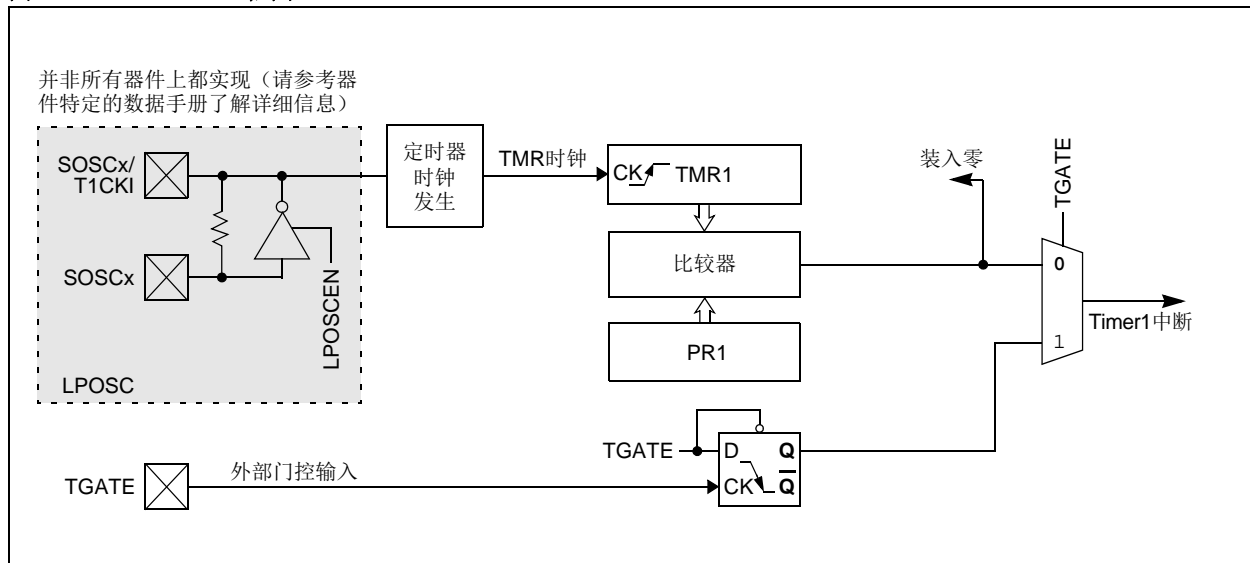 并非所有器件上都实现（请参考器
件特定的数据手册了解详细信息）
SOSCx/
T1CKI
SOSCx
LPOSCEN
LPOSC
定时器
时钟
发生
TMR时钟
CK TMR1
比较器
PR1
装入零
TGATE
0
1
Timer1中断
TGATE
D Q
CK Q̅
TGATE
外部门控输入